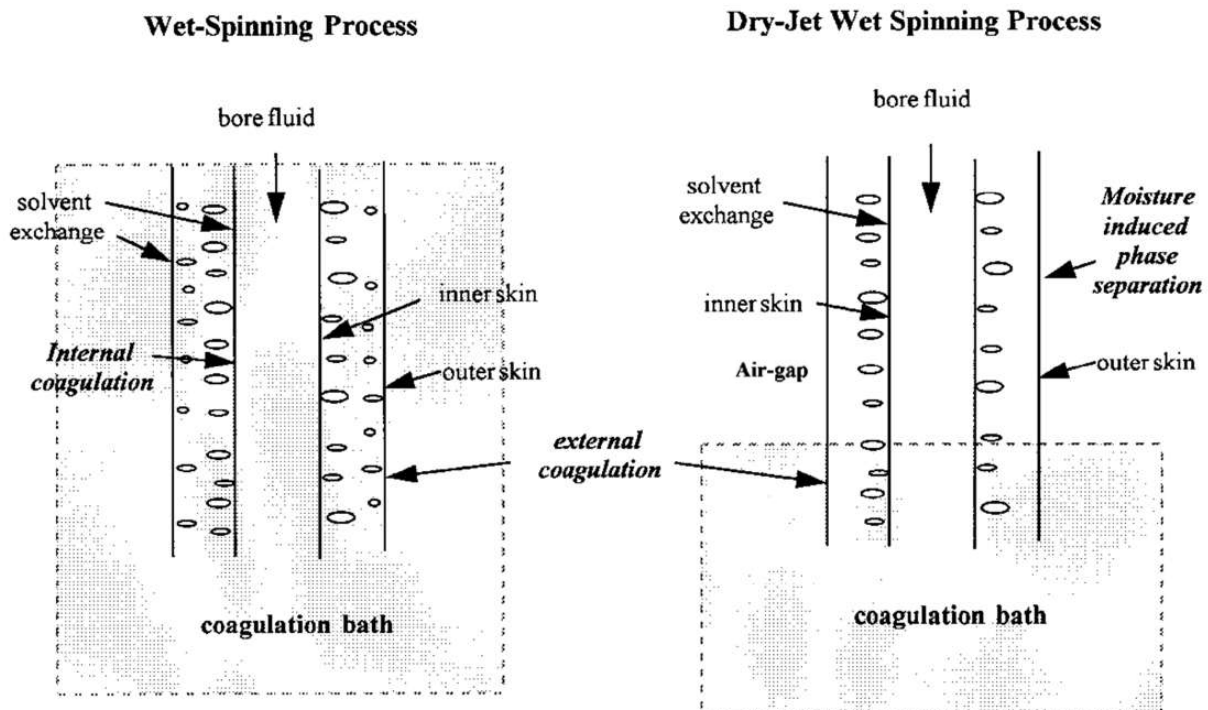 Wet-Spinning Process
bore fluid
solvent
exchange
inner skin
Internal
coagulation
outer skin
external
coagulation
coagulation bath
Dry-Jet Wet Spinning Process
bore fluid
solvent
exchange
Moisture
induced
phase
separation
inner skin
Air-gap
outer skin
coagulation bath